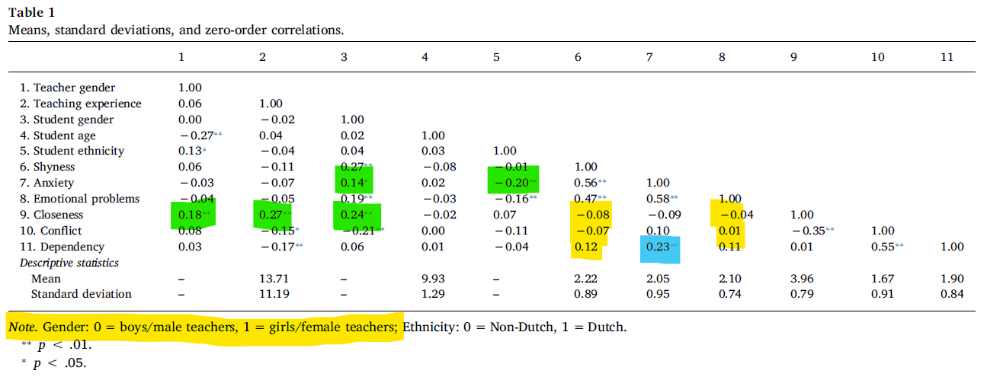 Table 1
Means, standard deviations, and zero-order correlations.
1 2 3 4 5 6 7 8 9 10 11
1. Teacher gender 1.00
2. Teaching experience 0.06 1.00
3. Student gender 0.00 −0.02 1.00
4. Student age −0.27** 0.04 0.02 1.00
5. Student ethnicity 0.13* −0.04 0.04 0.03 1.00
6. Shyness 0.06 −0.11 0.27** −0.08 −0.01 1.00
7. Anxiety −0.03 −0.07 0.14* 0.02 −0.20** 0.56** 1.00
8. Emotional problems −0.04 −0.05 0.19** −0.03 −0.16** 0.47** 0.58** 1.00
9. Closeness 0.18** 0.27** 0.24** −0.02 0.07 −0.08 −0.09 −0.04 1.00
10. Conflict 0.08 −0.15* −0.21** 0.00 −0.11 −0.07 0.10 0.01 −0.35** 1.00
11. Dependency 0.03 −0.17** 0.06 0.01 −0.04 0.12 0.23** 0.11 0.01 0.55** 1.00
Descriptive statistics
Mean – 13.71 – 9.93 – 2.22 2.05 2.10 3.96 1.67 1.90
Standard deviation – 11.19 – 1.29 – 0.89 0.95 0.74 0.79 0.91 0.84
Note. Gender: 0 = boys/male teachers, 1 = girls/female teachers; Ethnicity: 0 = Non-Dutch, 1 = Dutch.
** p < .01.
* p < .05.